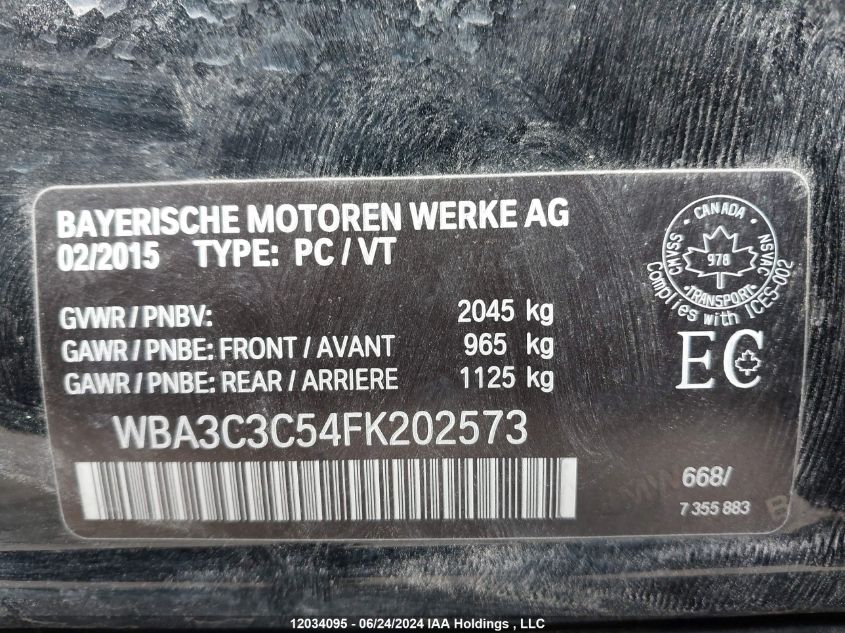 BAYERISCHE MOTOREN WERKE AG
02/2015 TYPE: PC / VT
GVWR / PNBV: 2045 kg
GAWR / PNBE: FRONT / AVANT 965 kg
GAWR / PNBE: REAR / ARRIERE 1125 kg
CANADA
CMVSS 978 NSVAC
TRANSPORT
Complies with ICES-002
EC
WBA3C3C54FK202573
668/
7 355 883
12034095 - 06/24/2024 IAA Holdings , LLC